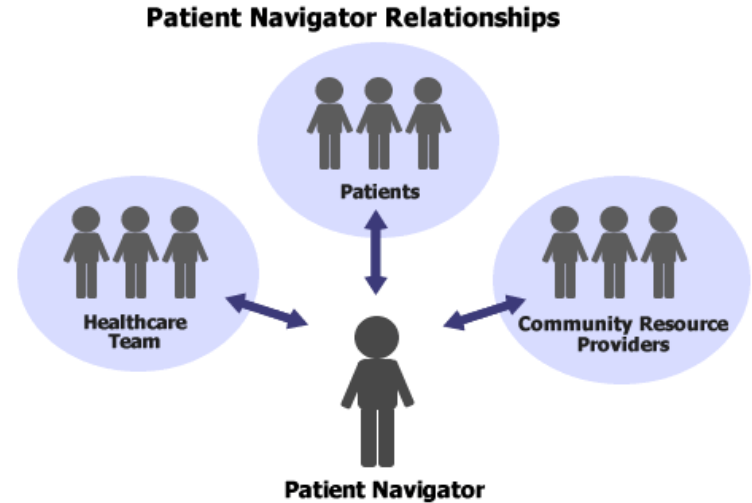 Patient Navigator Relationships
Patients
Healthcare
Team
Community Resource
Providers
Patient Navigator